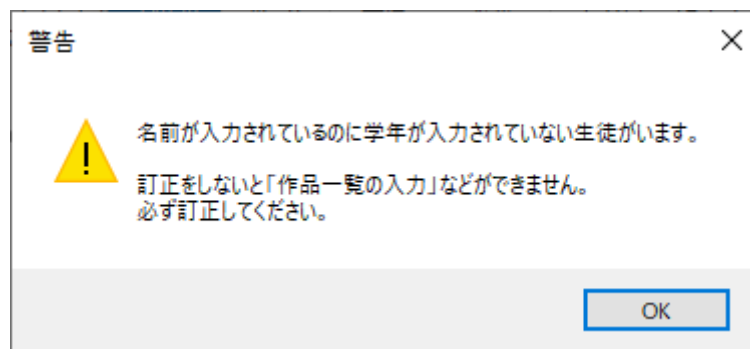 警告
名前が入力されているのに学年が入力されていない生徒がいます。
訂正をしないと「作品一覧の入力」などができません。
必ず訂正してください。
OK